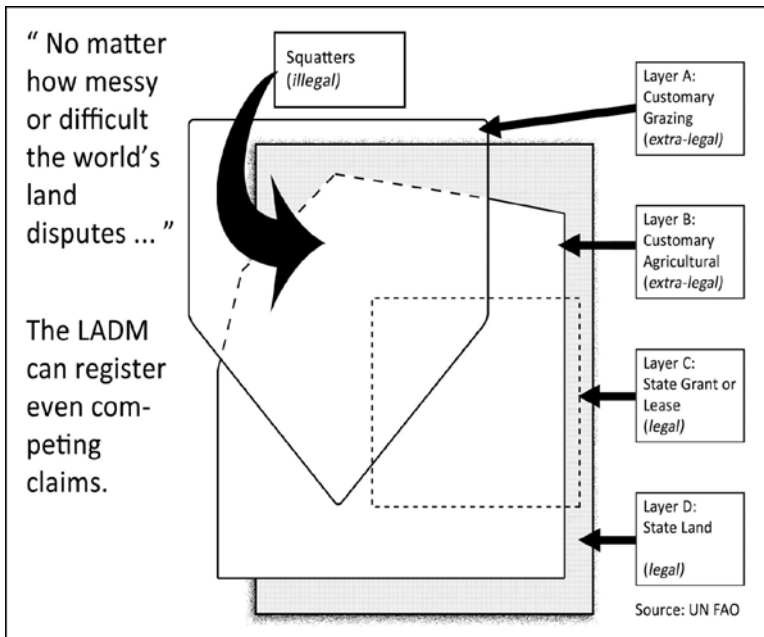 “ No matter
how messy
or difficult
the world’s
land
disputes ... ”
The LADM
can register
even com-
peting
claims.
Squatters
(illegal)
Layer A:
Customary
Grazing
(extra-legal)
Layer B:
Customary
Agricultural
(extra-legal)
Layer C:
State Grant or
Lease
(legal)
Layer D:
State Land
(legal)
Source: UN FAO